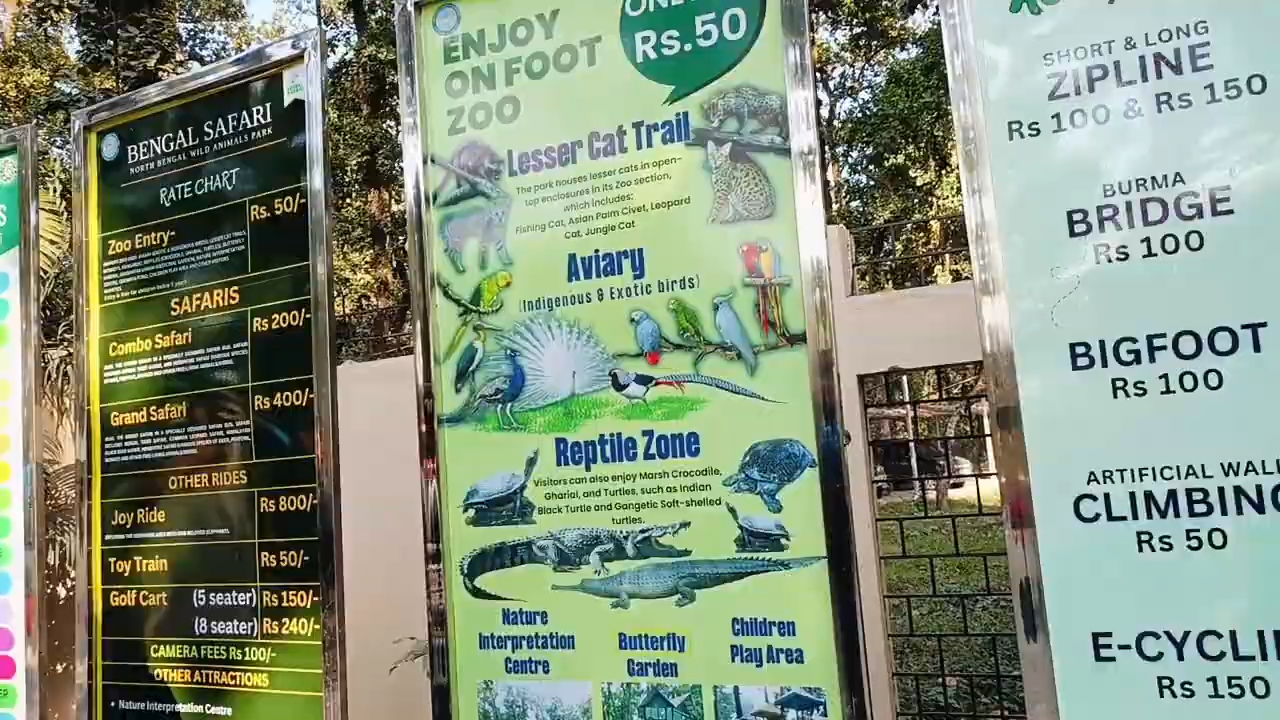 BENGAL SAFARI
NORTH BENGAL WILD ANIMALS PARK
RATE CHART
Zoo Entry-
Rs. 50/-
SAFARIS
Combo Safari
Rs 200/-
Grand Safari
Rs 400/-
OTHER RIDES
Joy Ride
Rs 800/-
Toy Train
Rs 50/-
Golf Cart (5 seater) Rs 150/-
(8 seater) Rs 240/-
CAMERA FEES Rs 100/-
OTHER ATTRACTIONS
• Nature Interpretation Centre
ENJOY
ON FOOT
ZOO
Rs.50
Lesser Cat Trail
The park houses lesser cats in open-
top enclosures in its Zoo section,
which includes:
Fishing Cat, Asian Palm Civet, Leopard
Cat, Jungle Cat
Aviary
(Indigenous & Exotic birds)
Reptile Zone
Visitors can also enjoy Marsh Crocodile,
Gharial, and Turtles, such as Indian
Black Turtle and Gangetic Soft-shelled
turtles.
Nature
Interpretation
Centre
Butterfly
Garden
Children
Play Area
SHORT & LONG
ZIPLINE
Rs 100 & Rs 150
BURMA
BRIDGE
Rs 100
BIGFOOT
Rs 100
ARTIFICIAL WALL
CLIMBING
Rs 50
E-CYCLI
Rs 150